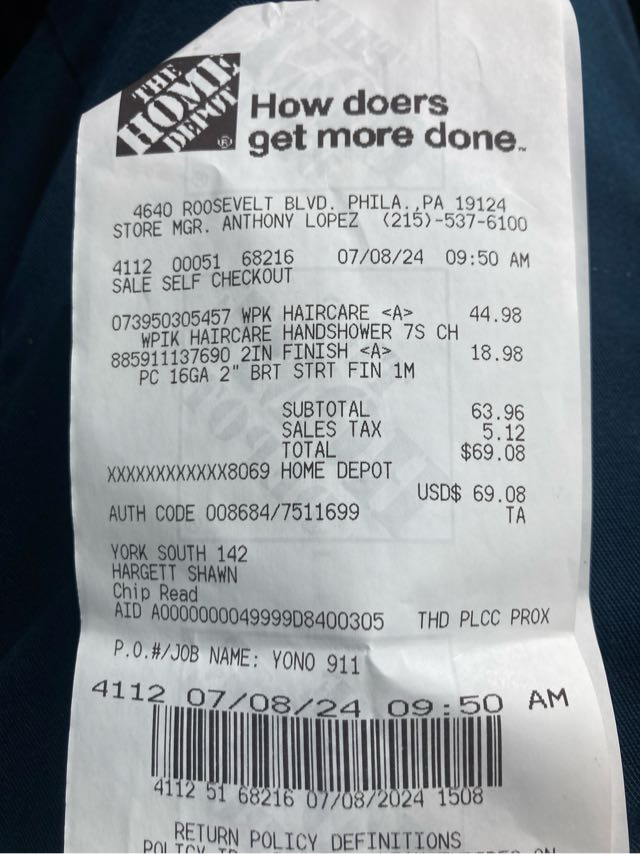 THE
HOME
DEPOT
How doers
get more done.
4640 ROOSEVELT BLVD. PHILA.,PA 19124
STORE MGR. ANTHONY LOPEZ (215)-537-6100
4112 00051 68216 07/08/24 09:50 AM
SALE SELF CHECKOUT
073950305457 WPK HAIRCARE <A> 44.98
WPIK HAIRCARE HANDSHOWER 7S CH
885911137690 2IN FINISH <A> 18.98
PC 16GA 2" BRT STRT FIN 1M
SUBTOTAL 63.96
SALES TAX 5.12
TOTAL $69.08
XXXXXXXXXXXX8069 HOME DEPOT
USD$ 69.08
AUTH CODE 008684/7511699 TA
YORK SOUTH 142
HARGETT SHAWN
Chip Read
AID A0000000049999D8400305 THD PLCC PROX
P.O.#/JOB NAME: YONO 911
4112 07/08/24 09:50 AM
4112 51 68216 07/08/2024 1508
RETURN POLICY DEFINITIONS